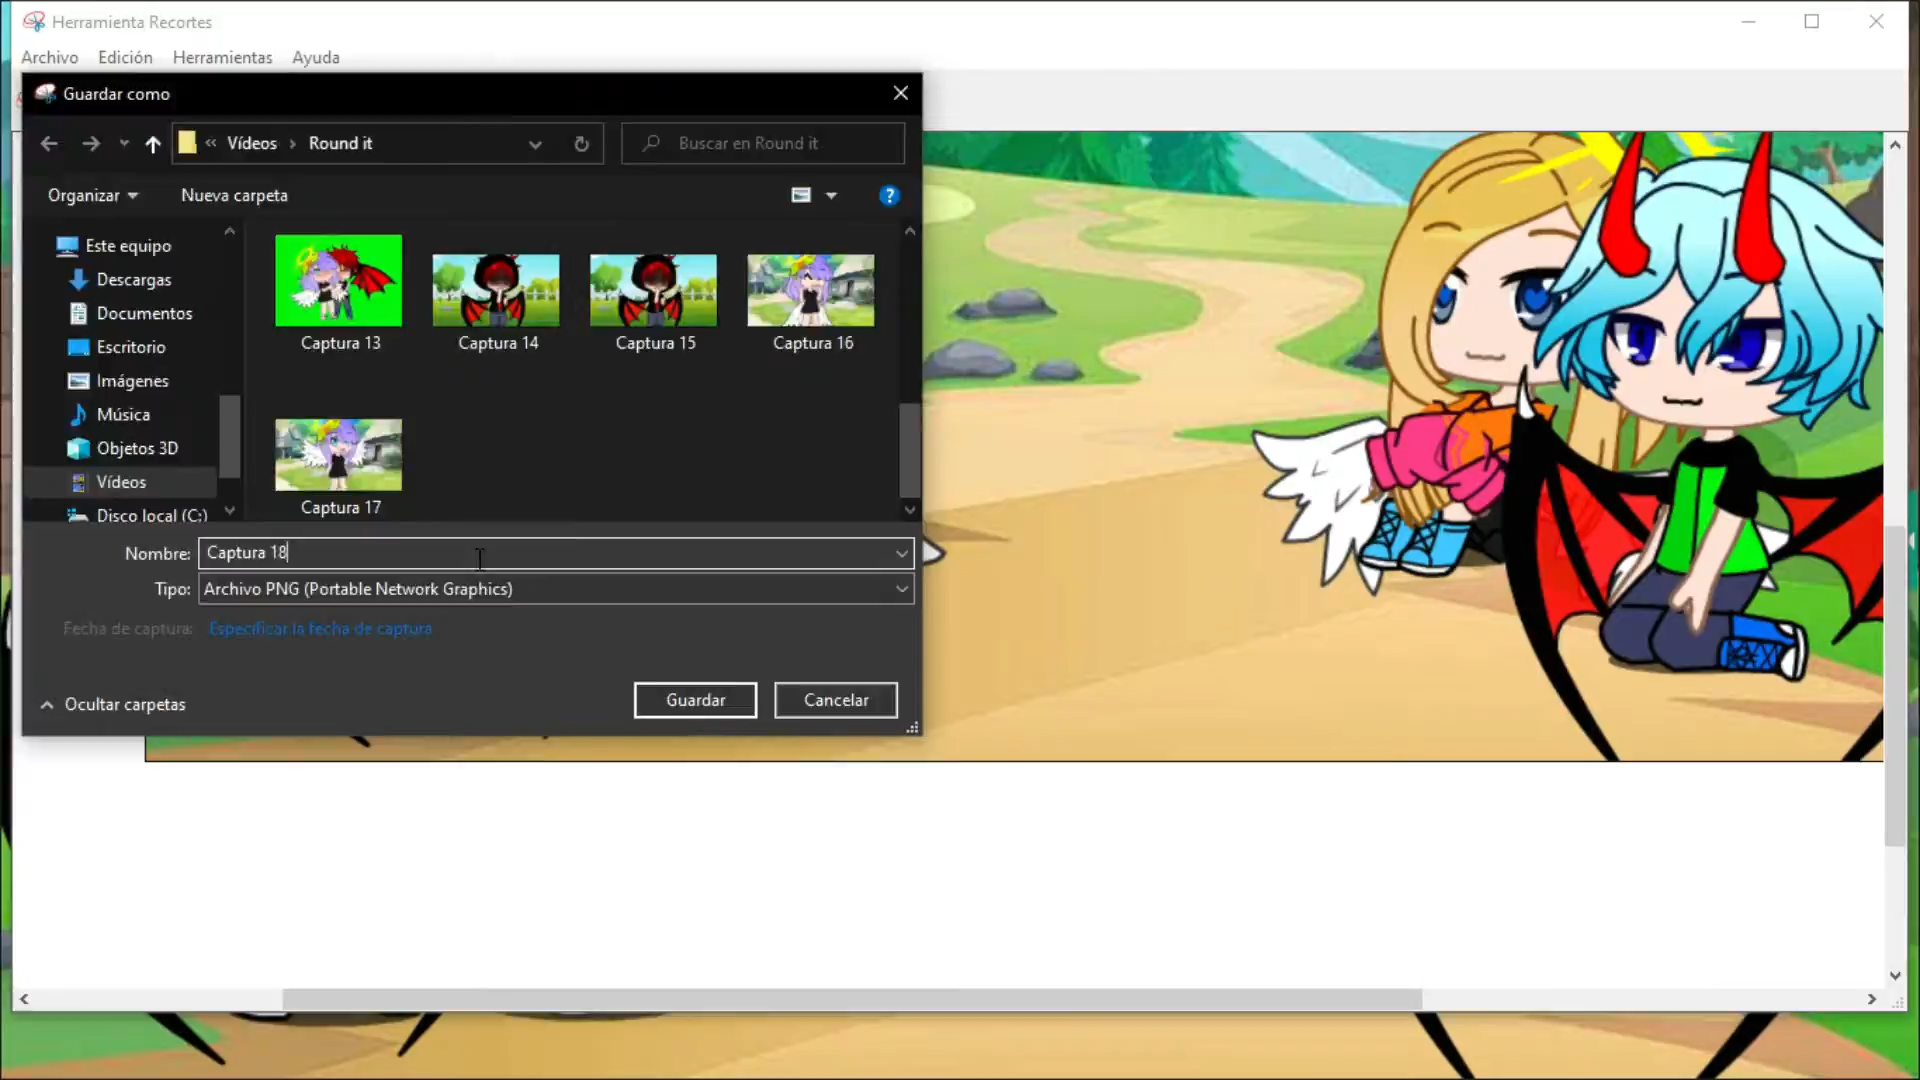 Herramienta Recortes
Archivo Edición Herramientas Ayuda
Guardar como
« Vídeos › Round it
Buscar en Round it
Organizar Nueva carpeta
?
Este equipo
Descargas
Documentos
Escritorio
Imágenes
Música
Objetos 3D
Vídeos
Disco local (C:)
Captura 13 Captura 14 Captura 15 Captura 16
Captura 17
Nombre: Captura 18
Tipo: Archivo PNG (Portable Network Graphics)
Fecha de captura: Especificar la fecha de captura
Ocultar carpetas
Guardar Cancelar